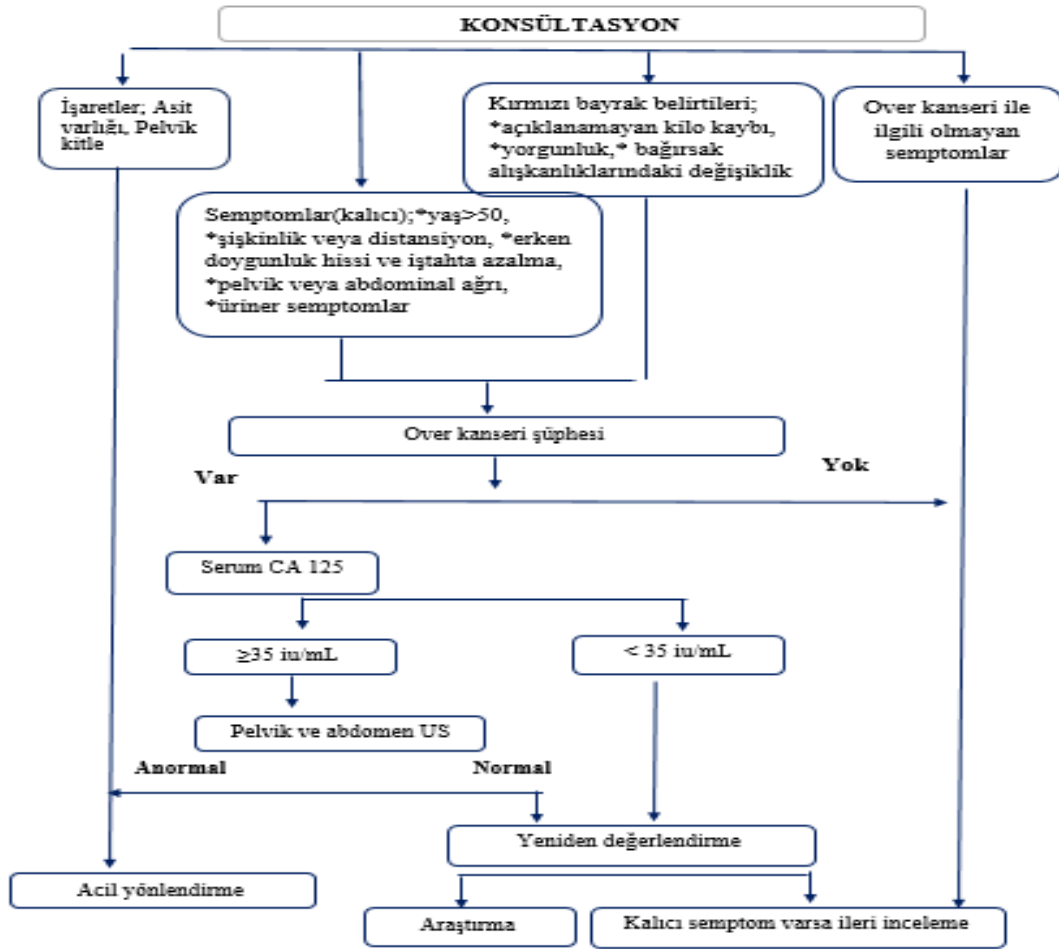 KONSÜLTASYON
İşaretler; Asit
varlığı, Pelvik
kitle
Kırmızı bayrak belirtileri;
*açıklanamayan kilo kaybı,
*yorgunluk,* bağırsak
alışkanlıklarındaki değişiklik
Over kanseri ile
ilgili olmayan
semptomlar
Semptomlar(kalıcı);*yaş>50,
*şişkinlik veya distansiyon, *erken
doygunluk hissi ve iştahta azalma,
*pelvik veya abdominal ağrı,
*üriner semptomlar
Over kanseri şüphesi
Var
Yok
Serum CA 125
≥35 iu/mL
< 35 iu/mL
Pelvik ve abdomen US
Anormal
Normal
Yeniden değerlendirme
Acil yönlendirme
Araştırma
Kalıcı semptom varsa ileri inceleme